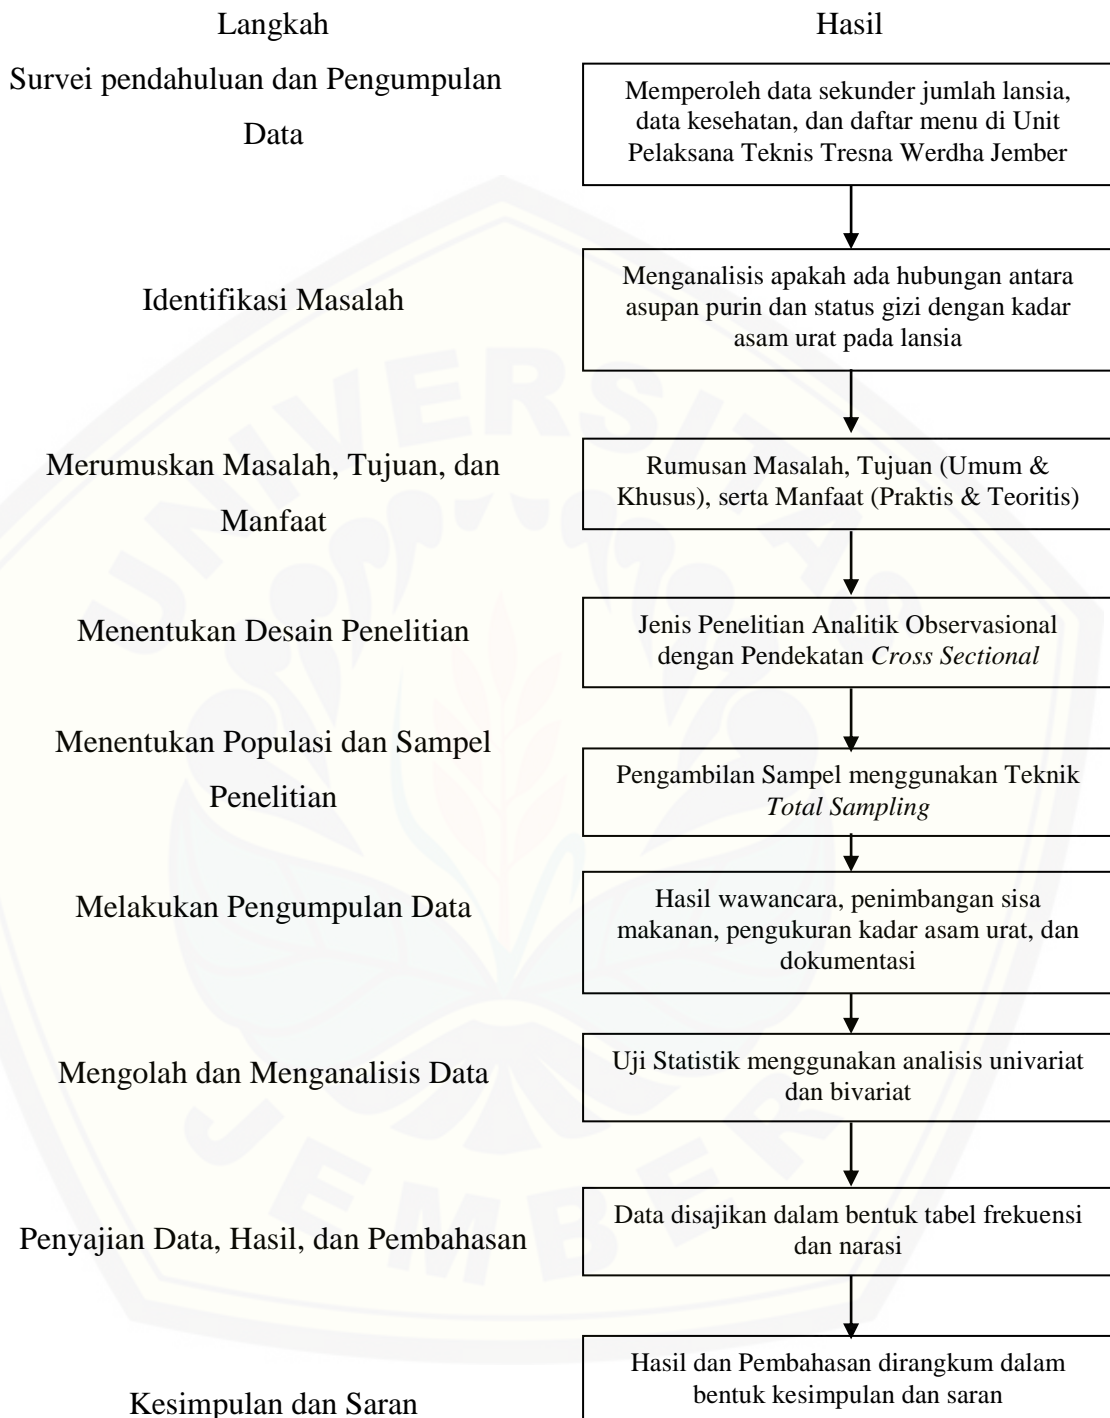 Langkah
Hasil
Survei pendahuluan dan Pengumpulan
Data
Memperoleh data sekunder jumlah lansia,
data kesehatan, dan daftar menu di Unit
Pelaksana Teknis Tresna Werdha Jember
Identifikasi Masalah
Menganalisis apakah ada hubungan antara
asupan purin dan status gizi dengan kadar
asam urat pada lansia
Merumuskan Masalah, Tujuan, dan
Manfaat
Rumusan Masalah, Tujuan (Umum &
Khusus), serta Manfaat (Praktis & Teoritis)
Menentukan Desain Penelitian
Jenis Penelitian Analitik Observasional
dengan Pendekatan Cross Sectional
Menentukan Populasi dan Sampel
Penelitian
Pengambilan Sampel menggunakan Teknik
Total Sampling
Melakukan Pengumpulan Data
Hasil wawancara, penimbangan sisa
makanan, pengukuran kadar asam urat, dan
dokumentasi
Mengolah dan Menganalisis Data
Uji Statistik menggunakan analisis univariat
dan bivariat
Penyajian Data, Hasil, dan Pembahasan
Data disajikan dalam bentuk tabel frekuensi
dan narasi
Kesimpulan dan Saran
Hasil dan Pembahasan dirangkum dalam
bentuk kesimpulan dan saran
UNIVERSITAS
JEMBER